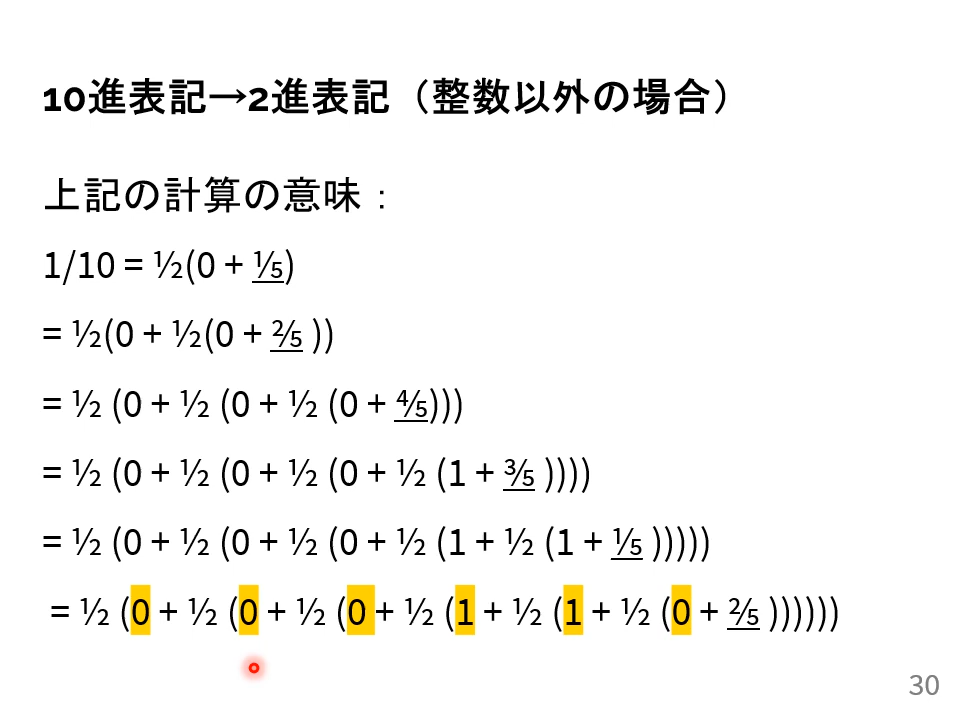 10進表記→2進表記（整数以外の場合）
上記の計算の意味：
1/10 = ½(0 + ⅕)
= ½(0 + ½(0 + ⅖ ))
= ½ (0 + ½ (0 + ½ (0 + ⅘)))
= ½ (0 + ½ (0 + ½ (0 + ½ (1 + ⅗ ))))
= ½ (0 + ½ (0 + ½ (0 + ½ (1 + ½ (1 + ⅕ )))))
= ½ (0 + ½ (0 + ½ (0 + ½ (1 + ½ (1 + ½ (0 + ⅖ ))))))
30